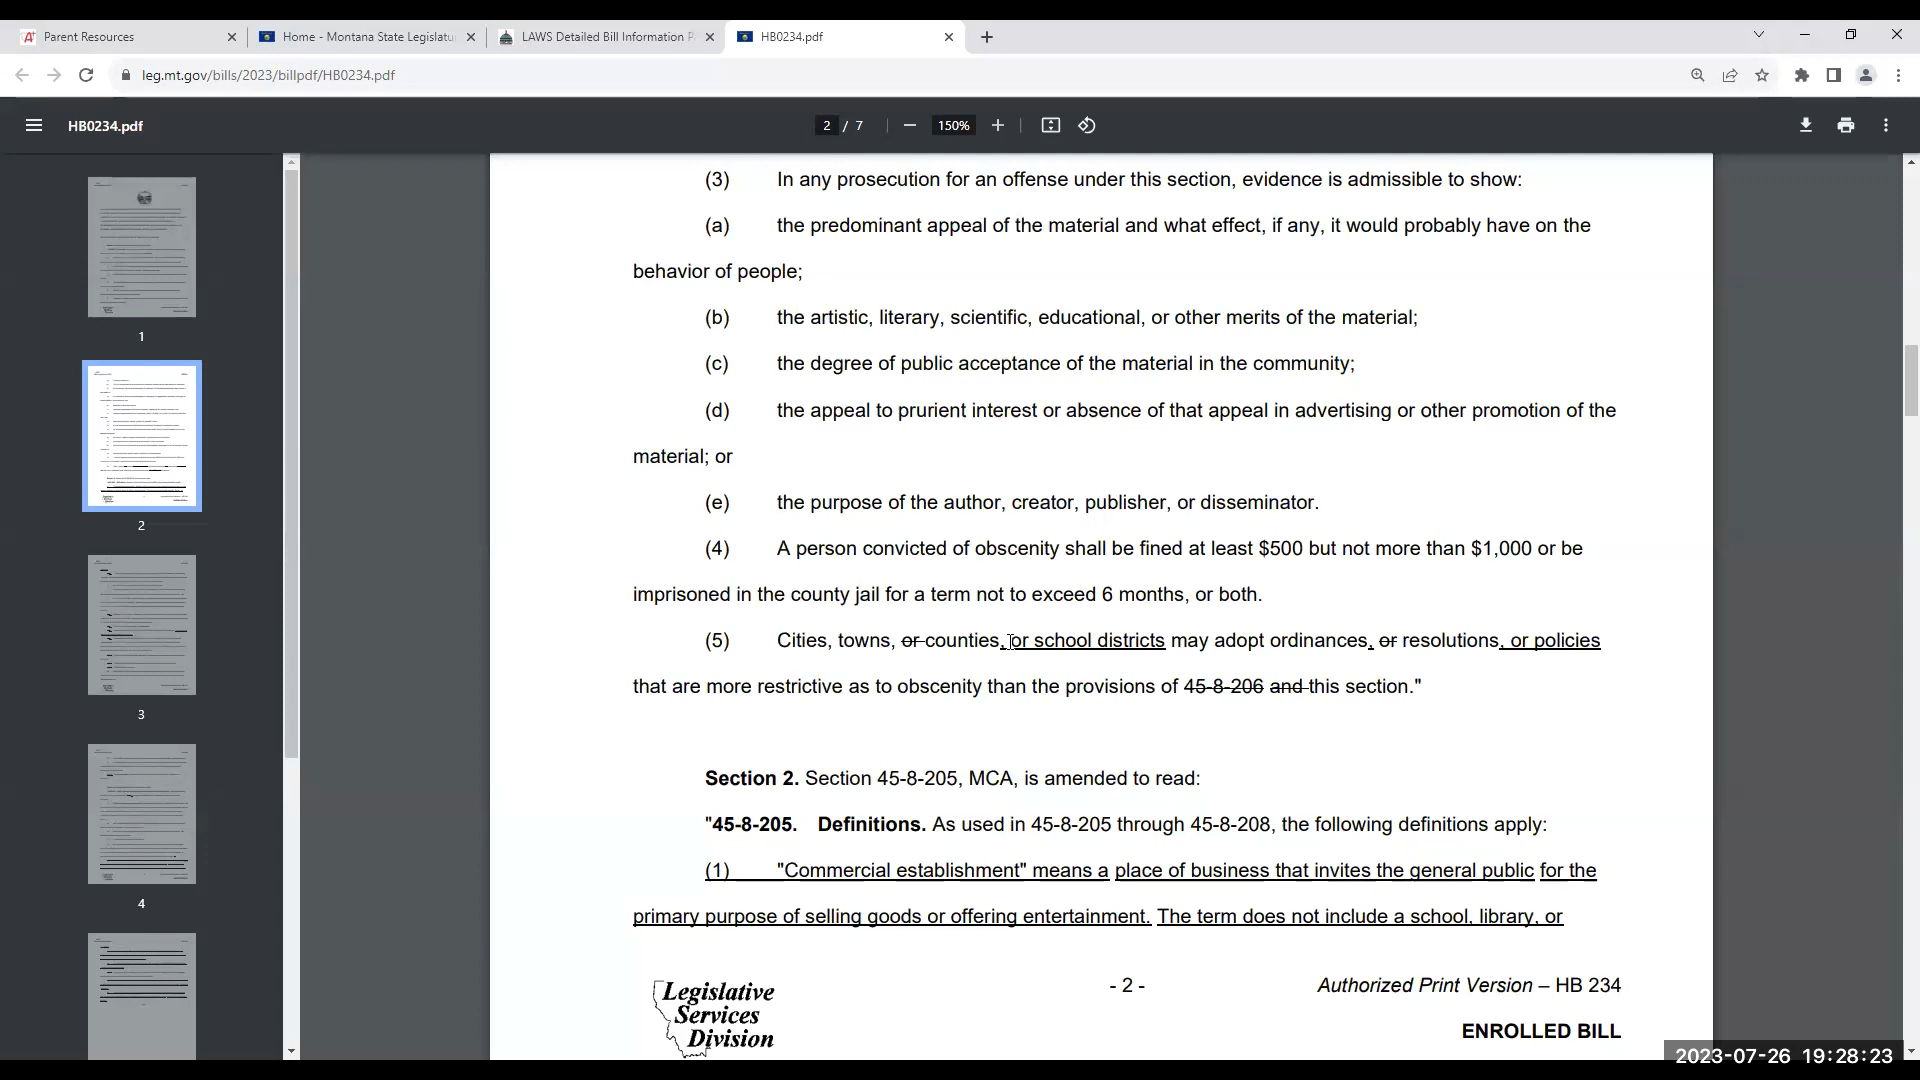 Parent Resources
Home - Montana State Legislatu
LAWS Detailed Bill Information P
HB0234.pdf
leg.mt.gov/bills/2023/billpdf/HB0234.pdf
HB0234.pdf
2 / 7
150%
(3) In any prosecution for an offense under this section, evidence is admissible to show:
(a) the predominant appeal of the material and what effect, if any, it would probably have on the
behavior of people;
(b) the artistic, literary, scientific, educational, or other merits of the material;
(c) the degree of public acceptance of the material in the community;
(d) the appeal to prurient interest or absence of that appeal in advertising or other promotion of the
material; or
(e) the purpose of the author, creator, publisher, or disseminator.
(4) A person convicted of obscenity shall be fined at least $500 but not more than $1,000 or be
imprisoned in the county jail for a term not to exceed 6 months, or both.
(5) Cities, towns, or counties, or school districts may adopt ordinances, or resolutions, or policies
that are more restrictive as to obscenity than the provisions of 45-8-206 and this section."
Section 2. Section 45-8-205, MCA, is amended to read:
"45-8-205. Definitions. As used in 45-8-205 through 45-8-208, the following definitions apply:
(1) "Commercial establishment" means a place of business that invites the general public for the
primary purpose of selling goods or offering entertainment. The term does not include a school, library, or
Legislative
Services
Division
- 2 -
Authorized Print Version – HB 234
ENROLLED BILL
1
2
3
4
2023-07-26 19:28:23